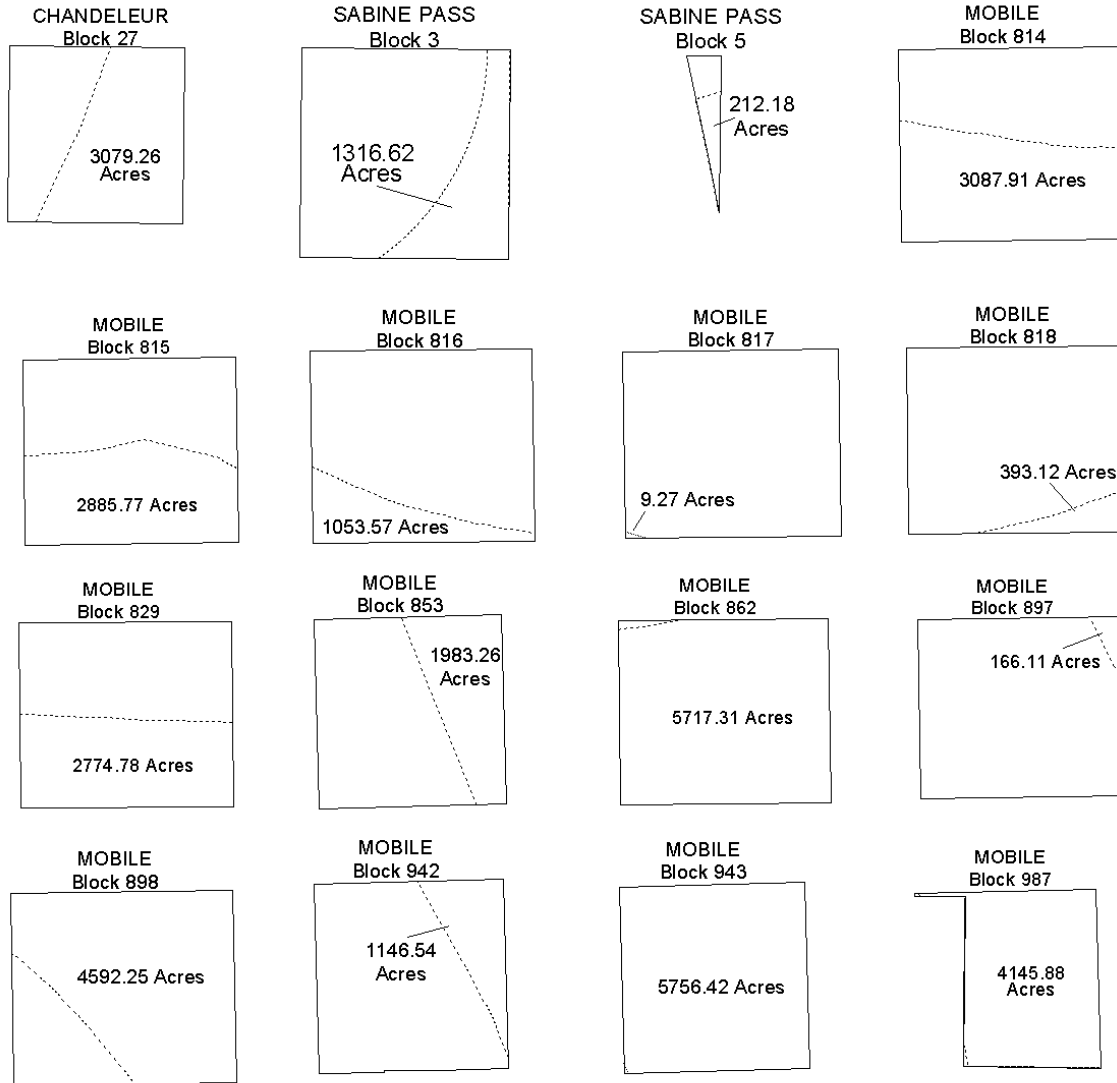 CHANDELEUR
Block 27
3079.26
Acres
SABINE PASS
Block 3
1316.62
Acres
SABINE PASS
Block 5
212.18
Acres
MOBILE
Block 814
3087.91 Acres
MOBILE
Block 815
2885.77 Acres
MOBILE
Block 816
1053.57 Acres
MOBILE
Block 817
9.27 Acres
MOBILE
Block 818
393.12 Acres
MOBILE
Block 829
2774.78 Acres
MOBILE
Block 853
1983.26
Acres
MOBILE
Block 862
5717.31 Acres
MOBILE
Block 897
166.11 Acres
MOBILE
Block 898
4592.25 Acres
MOBILE
Block 942
1146.54
Acres
MOBILE
Block 943
5756.42 Acres
MOBILE
Block 987
4145.88
Acres